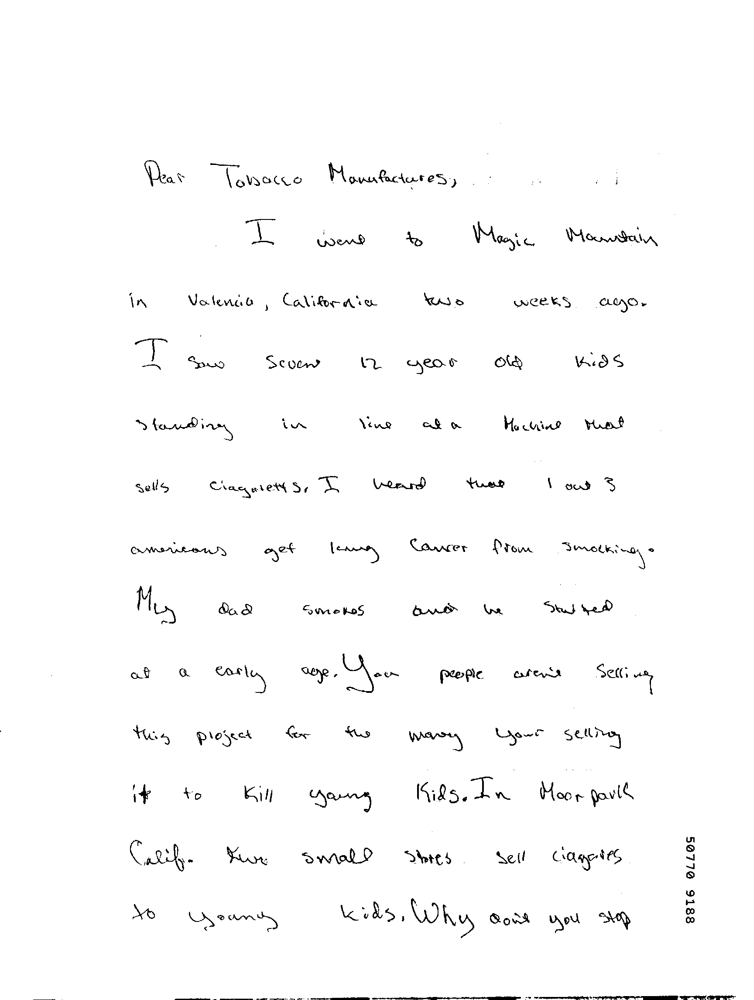 Dear Tobacco Manufactures,
I went to Magic Mountain
in Valencia, California two weeks ago.
I saw seven 12 year old kids
standing in line at a Machine that
sells ciagaretts. I heard that 1 out 3
americans get lung cancer from smocking.
My dad smokes and he started
at a early age. You people aren't selling
this project for the money your selling
it to kill young kids. In Moorpark
Calif. two small stores sell ciagarets
to young kids. Why don't you stop
50770 9188